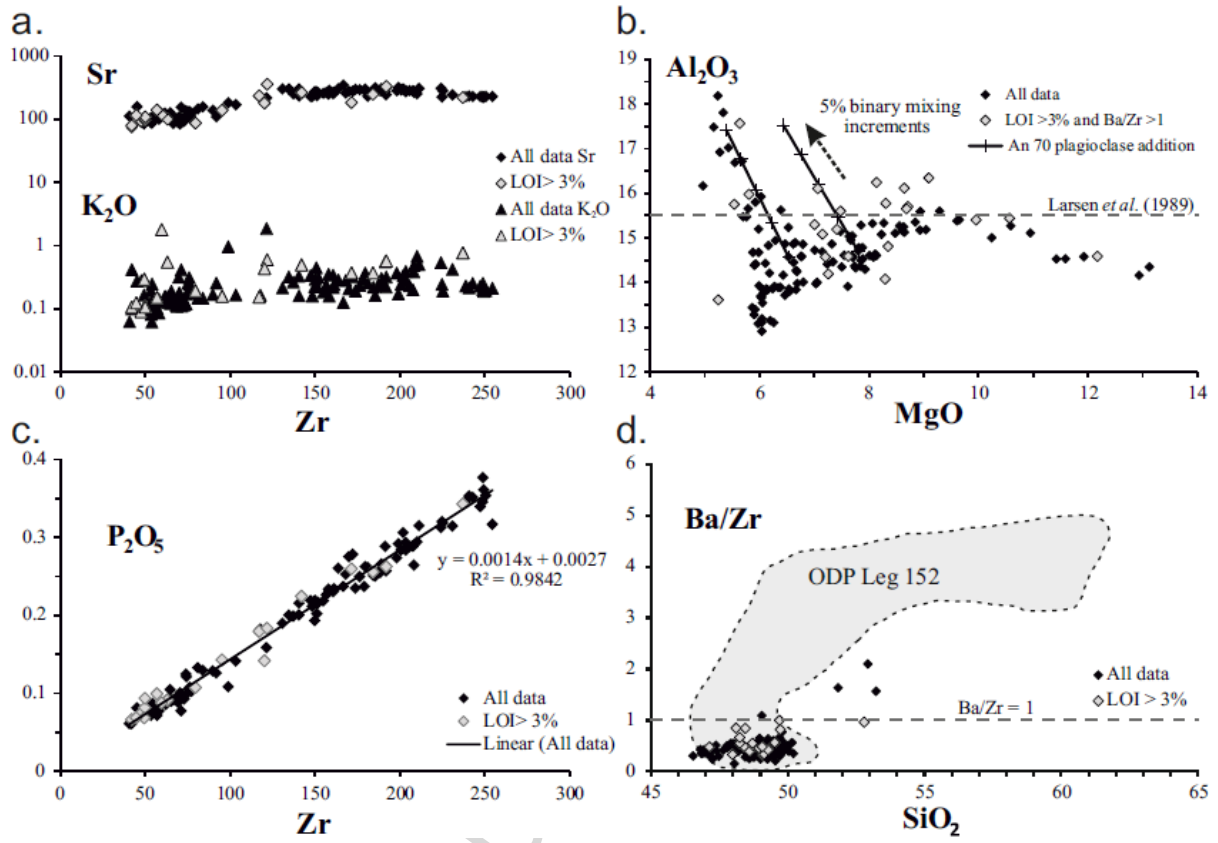 a.
1000
100
10
1
0.1
0.01
Sr
K₂O
All data Sr
LOI> 3%
All data K₂O
LOI> 3%
0 50 100 150 200 250 300
Zr
b.
19
18
17
16
15
14
13
12
Al₂O₃
5% binary mixing
increments
All data
LOI >3% and Ba/Zr >1
An 70 plagioclase addition
Larsen et al. (1989)
4 6 8 10 12 14
MgO
c.
0.4
0.3
0.2
0.1
0
P₂O₅
y = 0.0014x + 0.0027
R² = 0.9842
All data
LOI> 3%
Linear (All data)
0 50 100 150 200 250 300
Zr
d.
6
5
4
3
2
1
0
Ba/Zr
ODP Leg 152
All data
LOI > 3%
Ba/Zr = 1
45 50 55 60 65
SiO₂